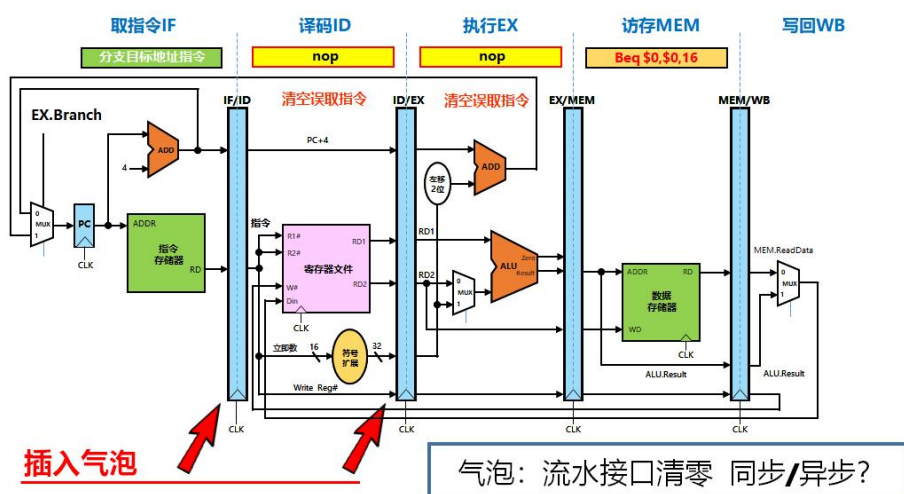 取指令IF 译码ID 执行EX 访存MEM 写回WB
分支目标地址指令 nop nop Beq $0,$0,16
IF/ID 清空误取指令 ID/EX 清空误取指令 EX/MEM MEM/WB
EX.Branch
ADD
4
PC+4
ADD
左移
2位
0
MUX
1
PC
CLK
ADDR
指令
存储器
RD
指令
R1#
R2#
W#
Din
寄存器文件
RD1
RD2
CLK
RD1
RD2
0
MUX
1
ALU
Zero
Result
ADDR
RD
数据
存储器
WD
CLK
MEM.ReadData
0
MUX
1
立即数
16
符号
扩展
32
ALU.Result
ALU.Result
Write Reg#
CLK CLK CLK CLK
插入气泡
气泡：流水接口清零 同步/异步?